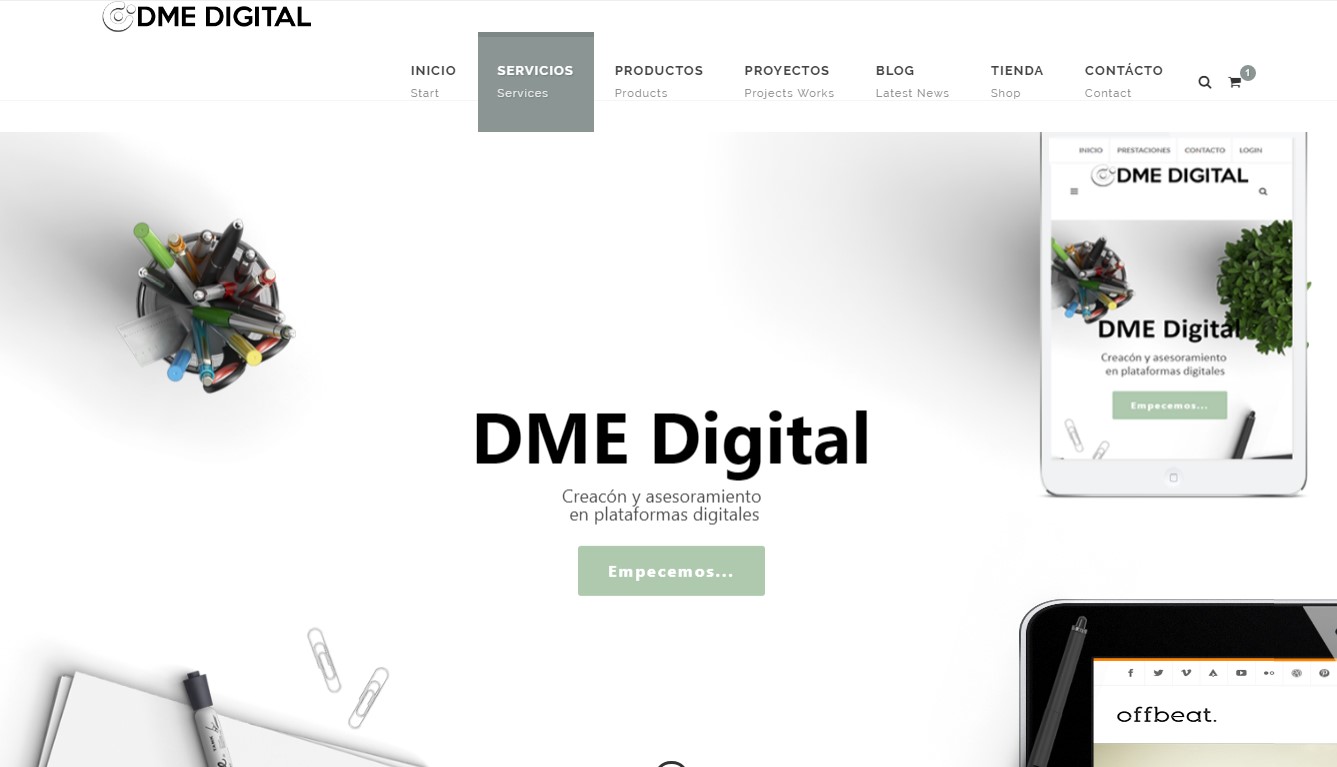 DME DIGITAL
INICIO SERVICIOS PRODUCTOS PROYECTOS BLOG TIENDA CONTÁCTO
Start Services Products Projects Works Latest News Shop Contact
1
INICIO PRESTACIONES CONTACTO LOGIN
DME DIGITAL
DME Digital
Creacón y asesoramiento
en plataformas digitales
Empecemos...
DME Digital
Creacón y asesoramiento
en plataformas digitales
Empecemos...
offbeat.